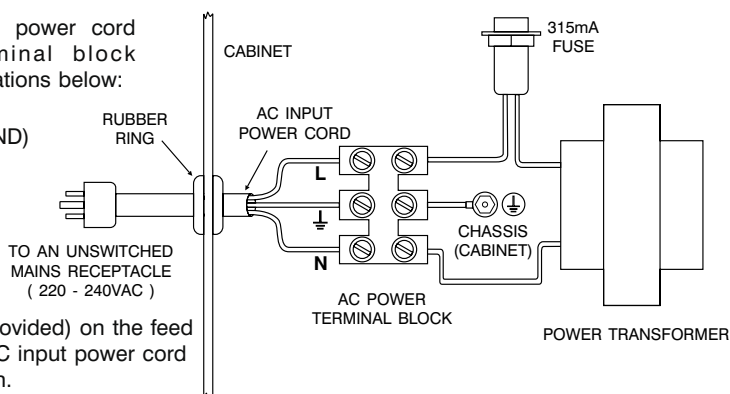 power cord
minal block
ations below:
ND)
CABINET
315mA
FUSE
RUBBER
RING
AC INPUT
POWER CORD
L
N
CHASSIS
(CABINET)
TO AN UNSWITCHED
MAINS RECEPTACLE
( 220 - 240VAC )
AC POWER
TERMINAL BLOCK
POWER TRANSFORMER
ovided) on the feed
C input power cord
n.